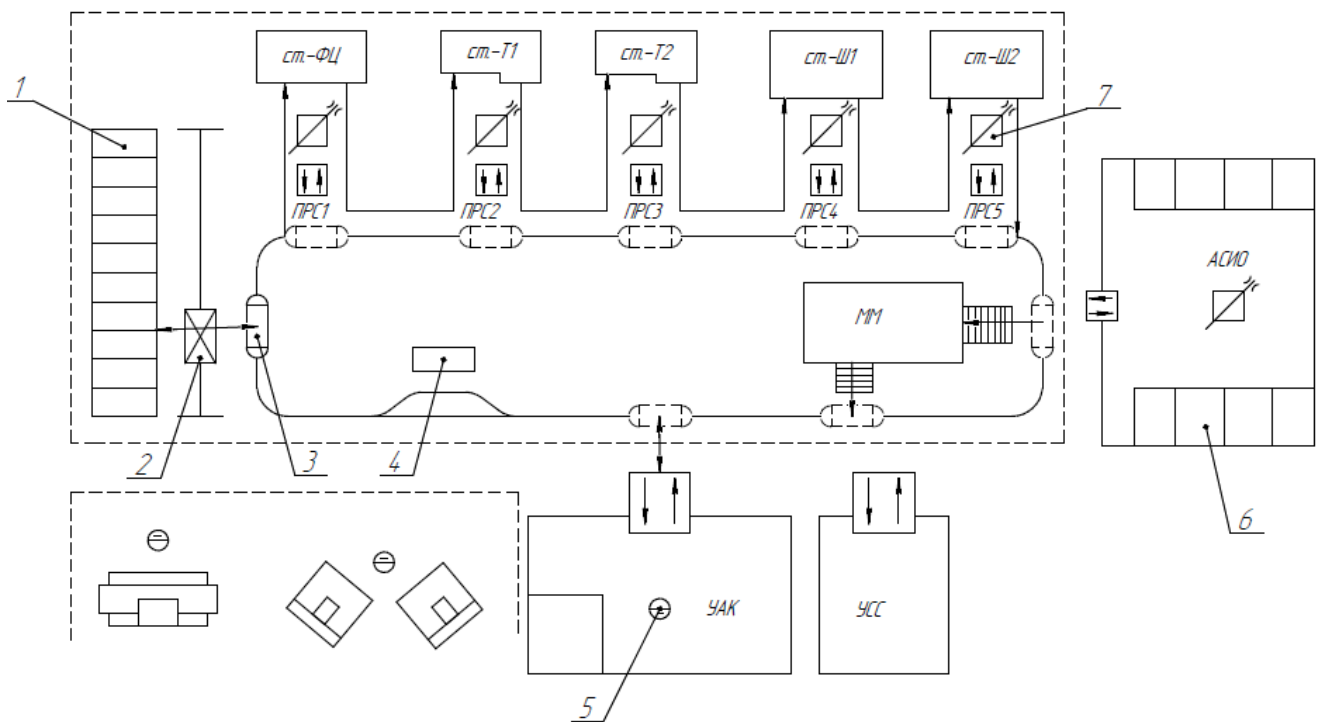 ст.-ФЦ
ст.-Т1
ст.-Т2
ст.-Ш1
ст.-Ш2
1
7
ПРС1
ПРС2
ПРС3
ПРС4
ПРС5
АСИО
ММ
2
3
4
6
УАК
УСС
5